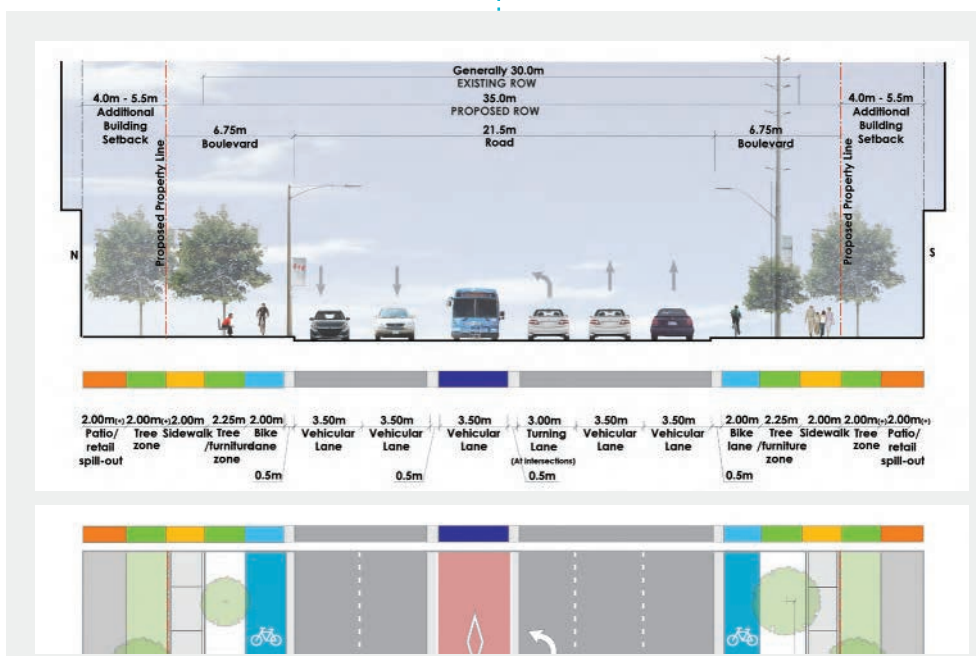 Generally 30.0m
EXISTING ROW
4.0m - 5.5m
Additional
Building
Setback
35.0m
PROPOSED ROW
4.0m - 5.5m
Additional
Building
Setback
6.75m
Boulevard
21.5m
Road
6.75m
Boulevard
Proposed Property Line
Proposed Property Line
N
S
2.00m(+)
Patio/
retail
spill-out
2.00m(+)
Tree
zone
2.00m
Sidewalk
2.25m
Tree
/furniture
zone
2.00m
Bike
lane
0.5m
3.50m
Vehicular
Lane
3.50m
Vehicular
Lane
0.5m
3.50m
Vehicular
Lane
3.00m
Turning
Lane
(At intersections)
0.5m
3.50m
Vehicular
Lane
3.50m
Vehicular
Lane
0.5m
2.00m
Bike
lane
2.25m
Tree
/furniture
zone
2.00m
Sidewalk
2.00m(+)
Tree
zone
2.00m(+)
Patio/
retail
spill-out